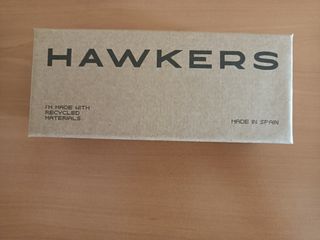 HAWKERS
I'M MADE WITH
RECYCLED
MATERIALS
MADE IN SPAIN